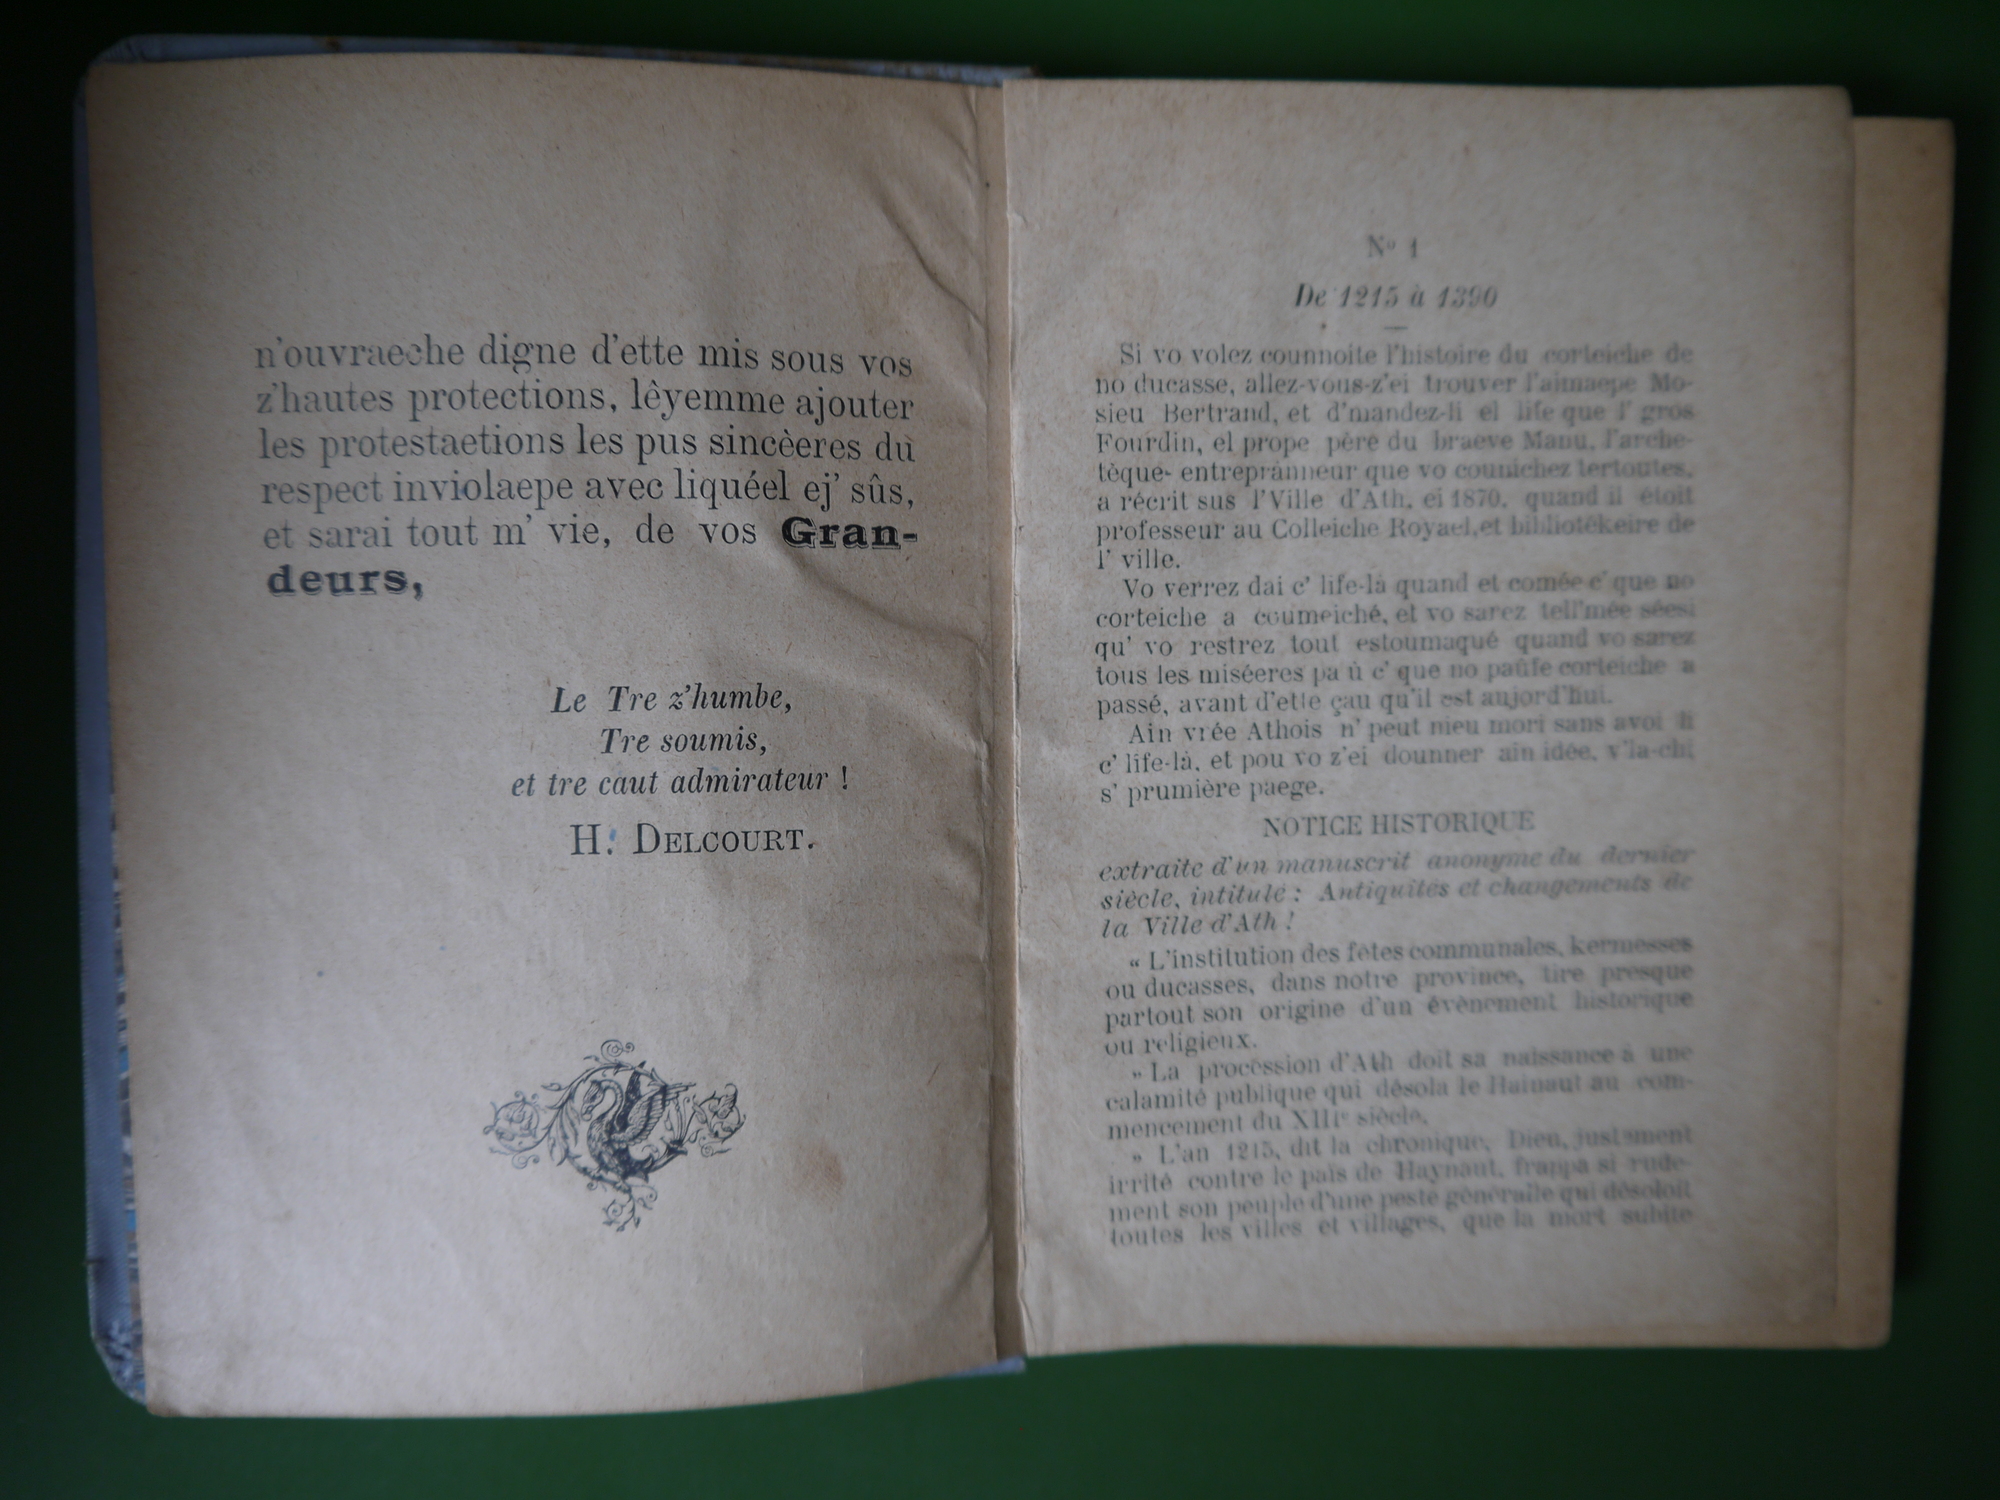 n'ouvraeche digne d'ette mis sous vos
z'hautes protections, lêyemme ajouter
les protestaetions les pus sincèeres du
respect inviolaepe avec liquéel ej' sûs,
et sarai tout m' vie, de vos Gran-
deurs,
Le Tre z'humbe,
Tre soumis,
et tre caut admirateur !
H. DELCOURT.
No 1
De 1215 à 1390
Si vo volez counnoite l'histoire du corteiche de
no ducasse, allez-vous-z'ei trouver l'aimaepe Mo-
sieu Bertrand, et d'mandez-li el life que l' gros
Fourdin, el prope père du braeve Manu, l'arche-
tèque- entreprànneur que vo counichez tertoutes,
a récrit sus l'Ville d'Ath, ei 1870, quand il étoit
professeur au Colleiche Royael, et bibliotékeire de
l' ville.
Vo verrez dai c' life-là quand et comée c' que no
corteiche a coumeiché, et vo sarez tell'mée séesi
qu' vo restrez tout estoumaqué quand vo sarez
tous les miséeres pa ù c' que no paûfe corteiche a
passé, avant d'ette çau qu'il est aujord'hui.
Ain vrée Athois n' peut nieu mori sans avoi li
c' life-là, et pou vo z'ei dounner ain idée, v'la-chi
s' prumière paege.
NOTICE HISTORIQUE
extraite d'un manuscrit anonyme du dernier
siècle, intitulé : Antiquités et changements de
la Ville d'Ath !
« L'institution des fêtes communales, kermesses
ou ducasses, dans notre province, tire presque
partout son origine d'un évènement historique
ou religieux.
» La procession d'Ath doit sa naissance à une
calamité publique qui désola le Hainaut au com-
mencement du XIIIe siècle.
» L'an 1215, dit la chronique, Dieu, justement
irrité contre le païs de Haynaut, frappa si rude-
ment son peuple d'une peste généralle qui désoloit
toutes les villes et villages, que la mort subite